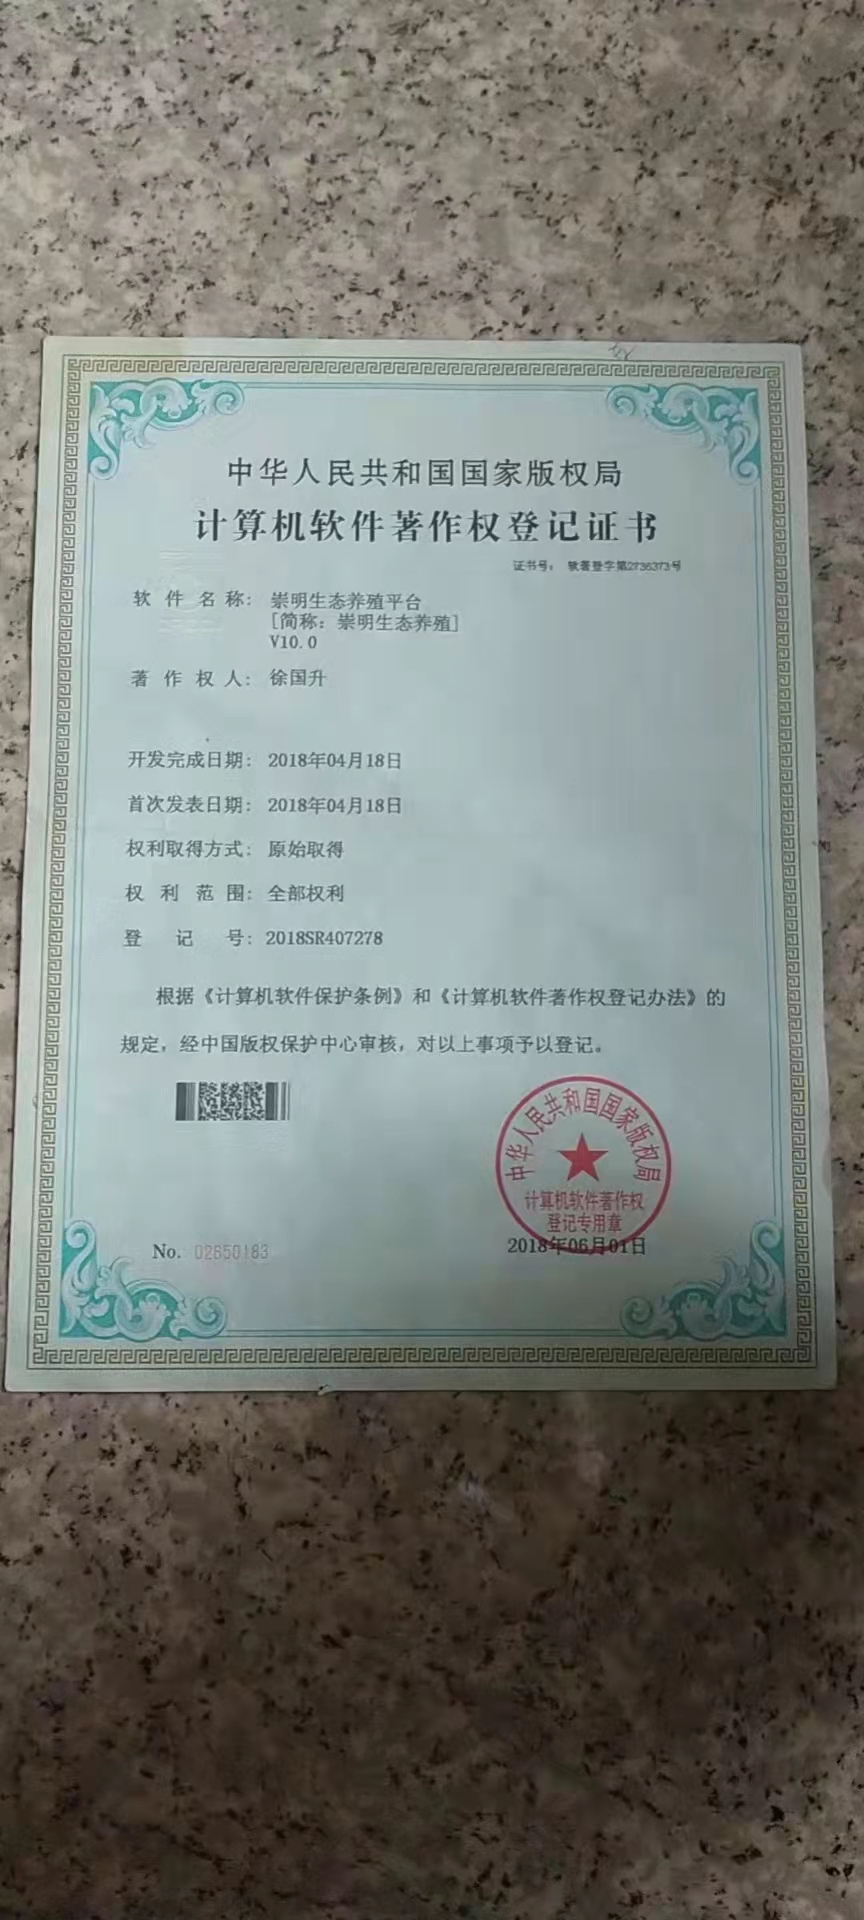 中华人民共和国国家版权局
计算机软件著作权登记证书
证书号： 软著登字第2736373号
软件名称： 崇明生态养殖平台
[简称：崇明生态养殖]
V10.0
著作权人： 徐国升
开发完成日期： 2018年04月18日
首次发表日期： 2018年04月18日
权利取得方式： 原始取得
权利范围： 全部权利
登记号： 2018SR407278
根据《计算机软件保护条例》和《计算机软件著作权登记办法》的
规定，经中国版权保护中心审核，对以上事项予以登记。
中华人民共和国国家版权局
计算机软件著作权
登记专用章
No. 02650183
2018年06月01日